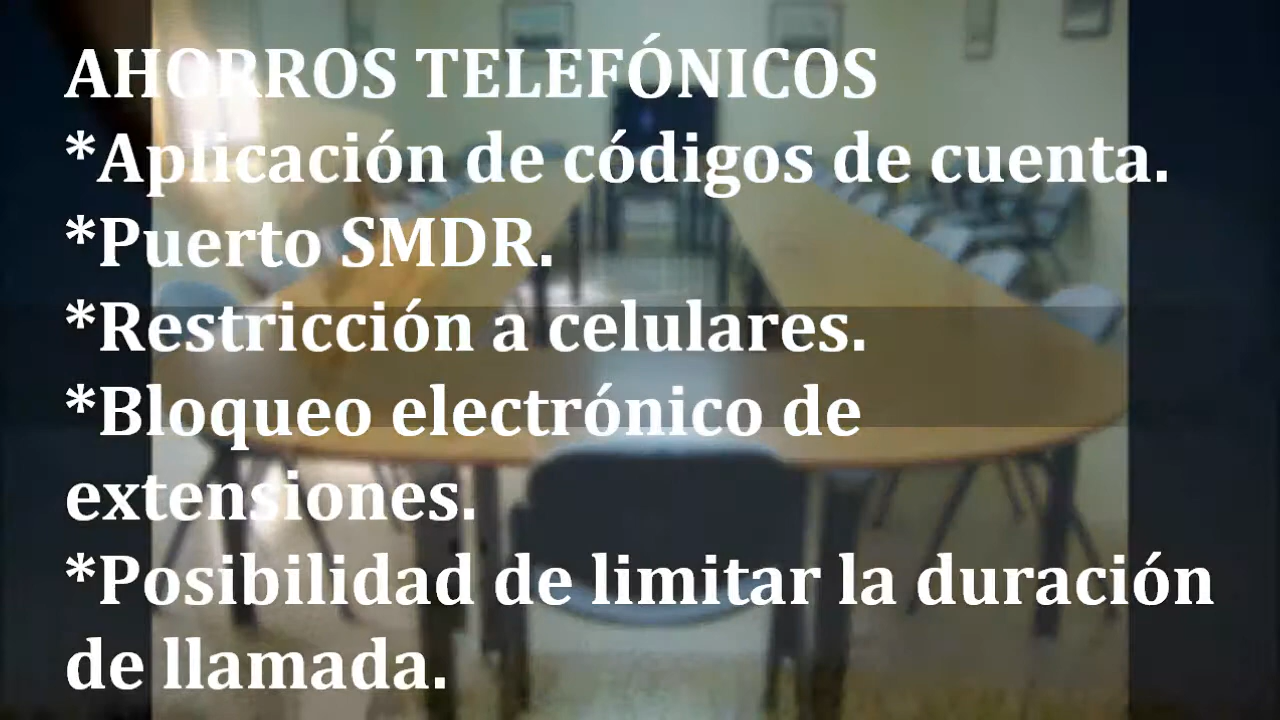 AHORROS TELEFÓNICOS
*Aplicación de códigos de cuenta.
*Puerto SMDR.
*Restricción a celulares.
*Bloqueo electrónico de
extensiones.
*Posibilidad de limitar la duración
de llamada.